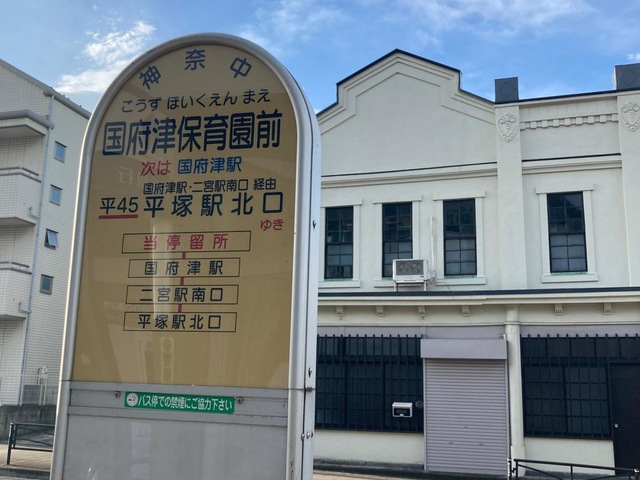 神奈中
こうず ほいくえん まえ
国府津保育園前
次は 国府津駅
国府津駅・二宮駅南口 経由
平45 平塚駅北口
ゆき
当停留所
国府津駅
二宮駅南口
平塚駅北口
バス停での禁煙にご協力下さい